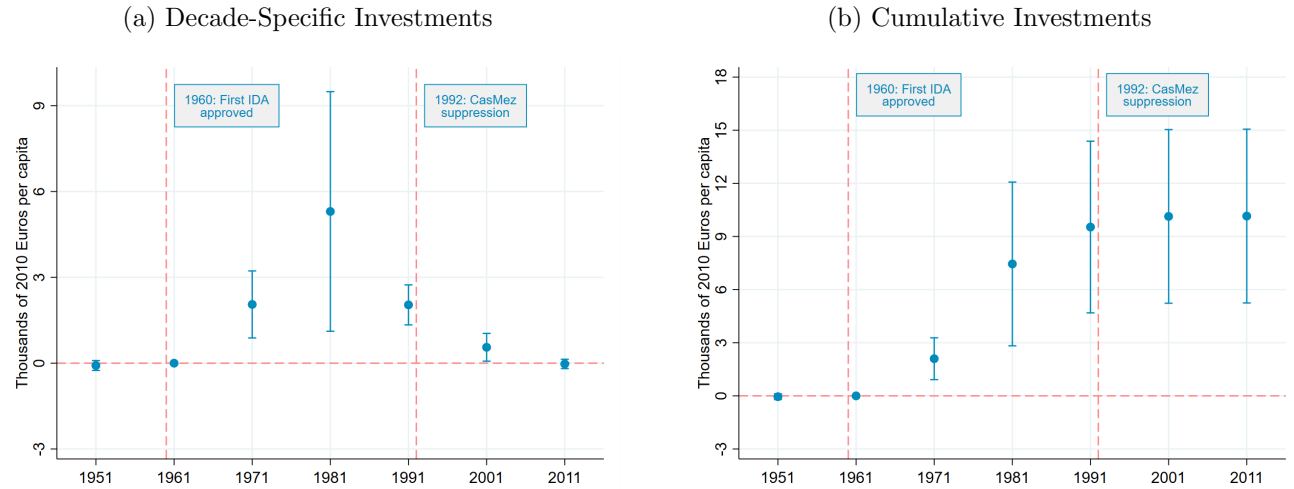 (a) Decade-Specific Investments
Thousands of 2010 Euros per capita
9
6
3
0
-3
1960: First IDA
approved
1992: CasMez
suppression
1951 1961 1971 1981 1991 2001 2011
(b) Cumulative Investments
Thousands of 2010 Euros per capita
18
15
12
9
6
3
0
-3
1960: First IDA
approved
1992: CasMez
suppression
1951 1961 1971 1981 1991 2001 2011